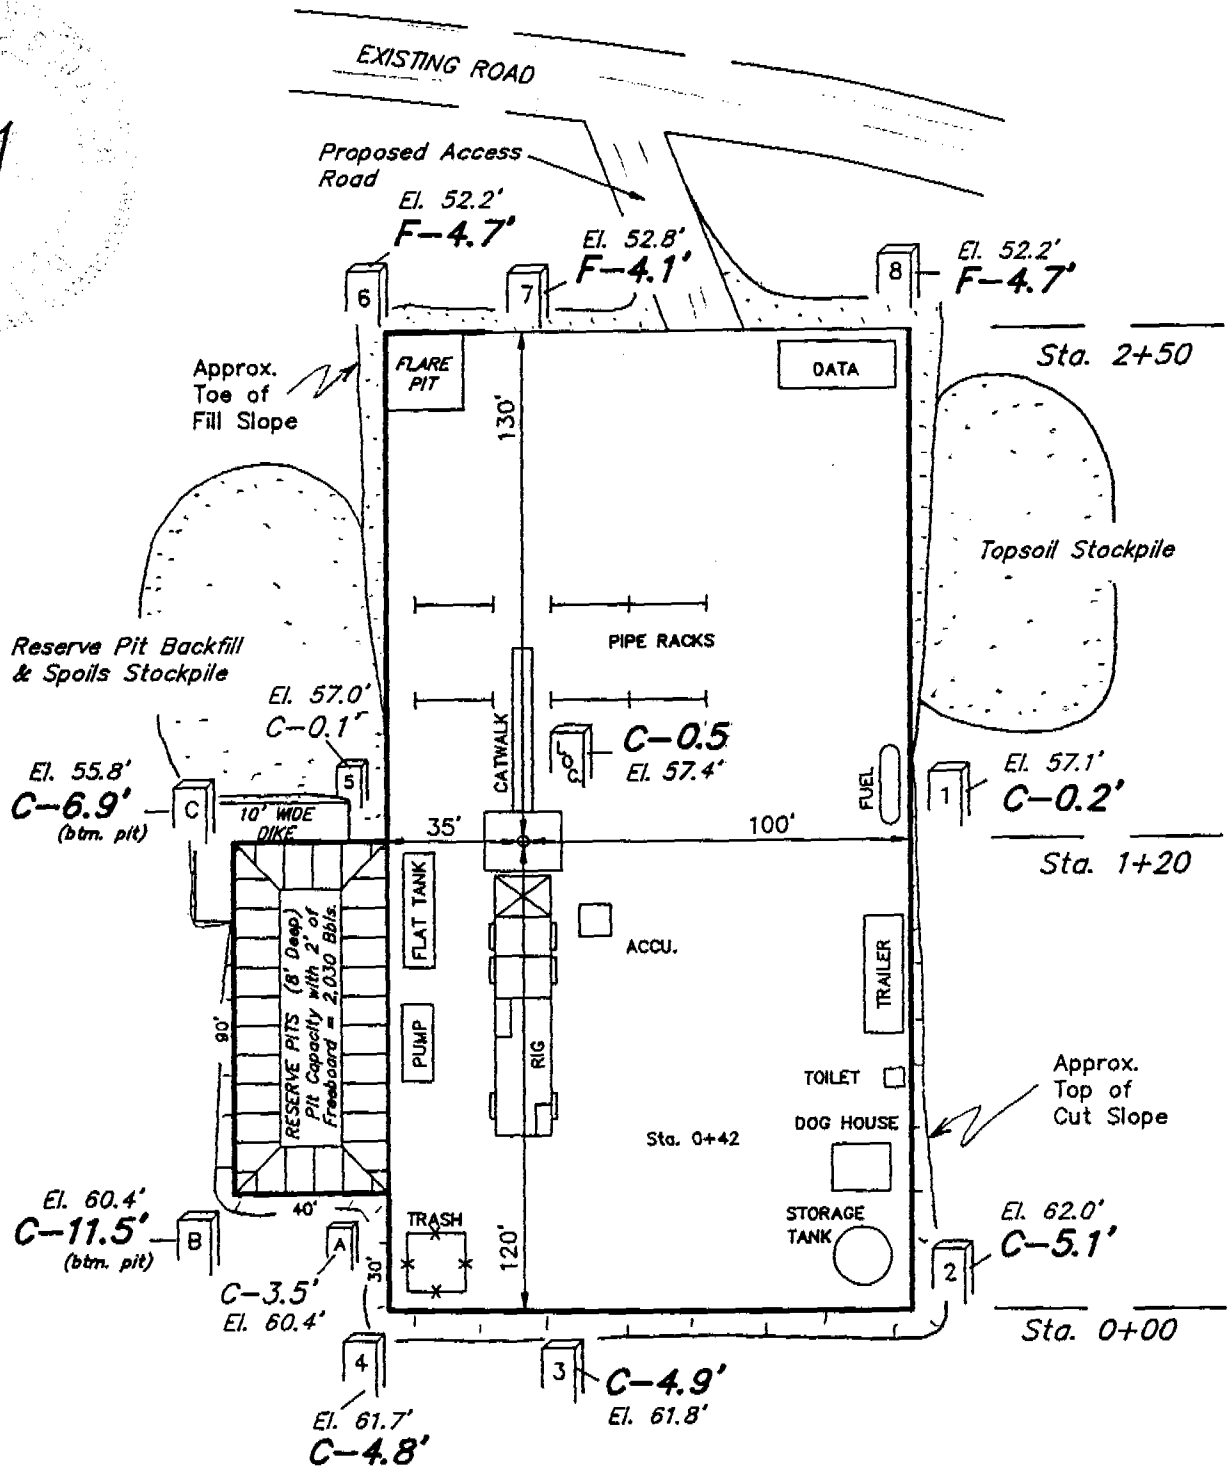 EXISTING ROAD
Proposed Access
Road
El. 52.2'
F-4.7'
El. 52.8'
F-4.1'
El. 52.2'
F-4.7'
6
7
8
Sta. 2+50
Approx.
Toe of
Fill Slope
FLARE
PIT
DATA
130'
Topsoil Stockpile
PIPE RACKS
Reserve Pit Backfill
& Spoils Stockpile
El. 57.0'
C-0.1'
CATWALK
LOC.
C-0.5
El. 57.4'
El. 55.8'
C-6.9'
(btm. pit)
C
5
10' WIDE
DIKE
FUEL
1
El. 57.1'
C-0.2'
35'
100'
Sta. 1+20
FLAT TANK
ACCU.
TRAILER
RESERVE PITS (8' Deep)
Pit Capacity with 2' of
Freeboard = 2,030 Bbls.
90'
PUMP
RIG
TOILET
DOG HOUSE
Approx.
Top of
Cut Slope
Sta. 0+42
El. 60.4'
C-11.5'
(btm. pit)
B
40'
A
C-3.5'
El. 60.4'
30'
TRASH
120'
STORAGE
TANK
El. 62.0'
C-5.1'
2
Sta. 0+00
4
El. 61.7'
C-4.8'
3
C-4.9'
El. 61.8'